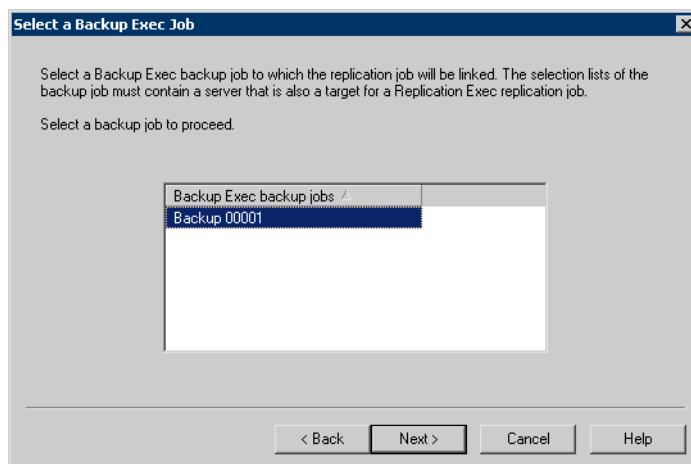 Select a Backup Exec Job
Select a Backup Exec backup job to which the replication job will be linked. The selection lists of the
backup job must contain a server that is also a target for a Replication Exec replication job.
Select a backup job to proceed.
Backup Exec backup jobs
Backup 00001
< Back Next > Cancel Help